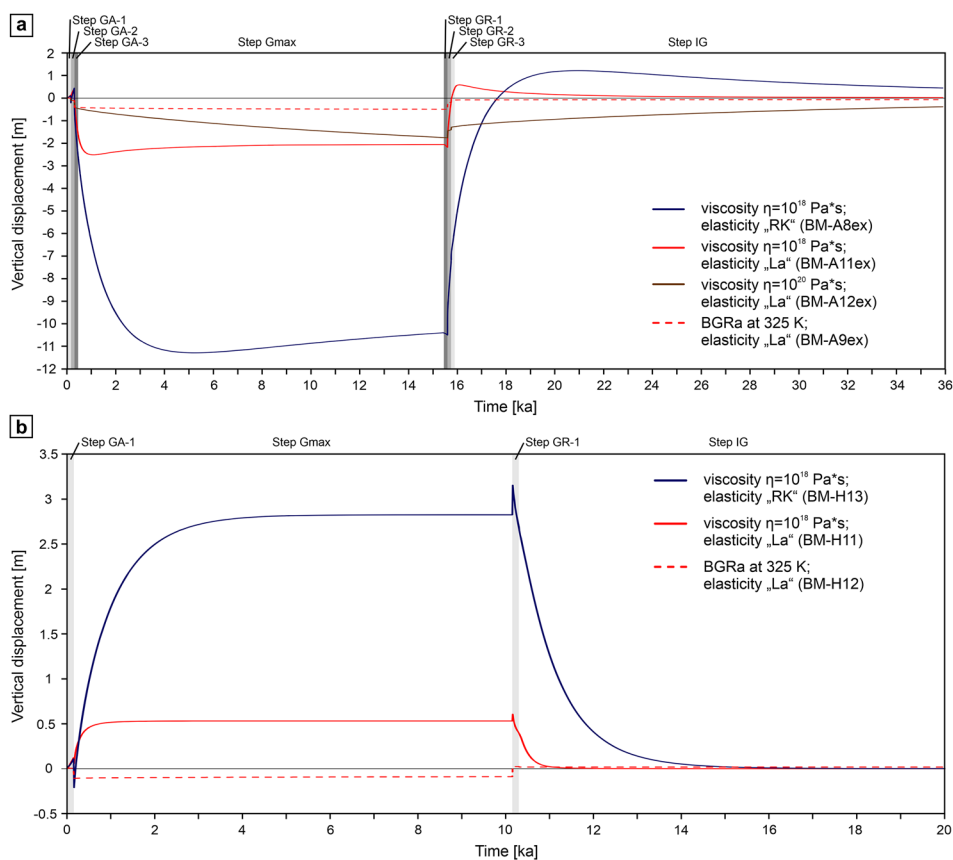 a
Step GA-1
Step GA-2
Step GA-3
Step Gmax
Step GR-1
Step GR-2
Step GR-3
Step IG
2
1
0
-1
-2
-3
-4
-5
-6
-7
-8
-9
-10
-11
-12
Vertical displacement [m]
viscosity η=10¹⁸ Pa*s;
elasticity „RK“ (BM-A8ex)
viscosity η=10¹⁸ Pa*s;
elasticity „La“ (BM-A11ex)
viscosity η=10²⁰ Pa*s;
elasticity „La“ (BM-A12ex)
BGRa at 325 K;
elasticity „La“ (BM-A9ex)
0 2 4 6 8 10 12 14 16 18 20 22 24 26 28 30 32 34 36
Time [ka]
b
Step GA-1
Step Gmax
Step GR-1
Step IG
3.5
3
2.5
2
1.5
1
0.5
0
-0.5
Vertical displacement [m]
viscosity η=10¹⁸ Pa*s;
elasticity „RK“ (BM-H13)
viscosity η=10¹⁸ Pa*s;
elasticity „La“ (BM-H11)
BGRa at 325 K;
elasticity „La“ (BM-H12)
0 2 4 6 8 10 12 14 16 18 20
Time [ka]